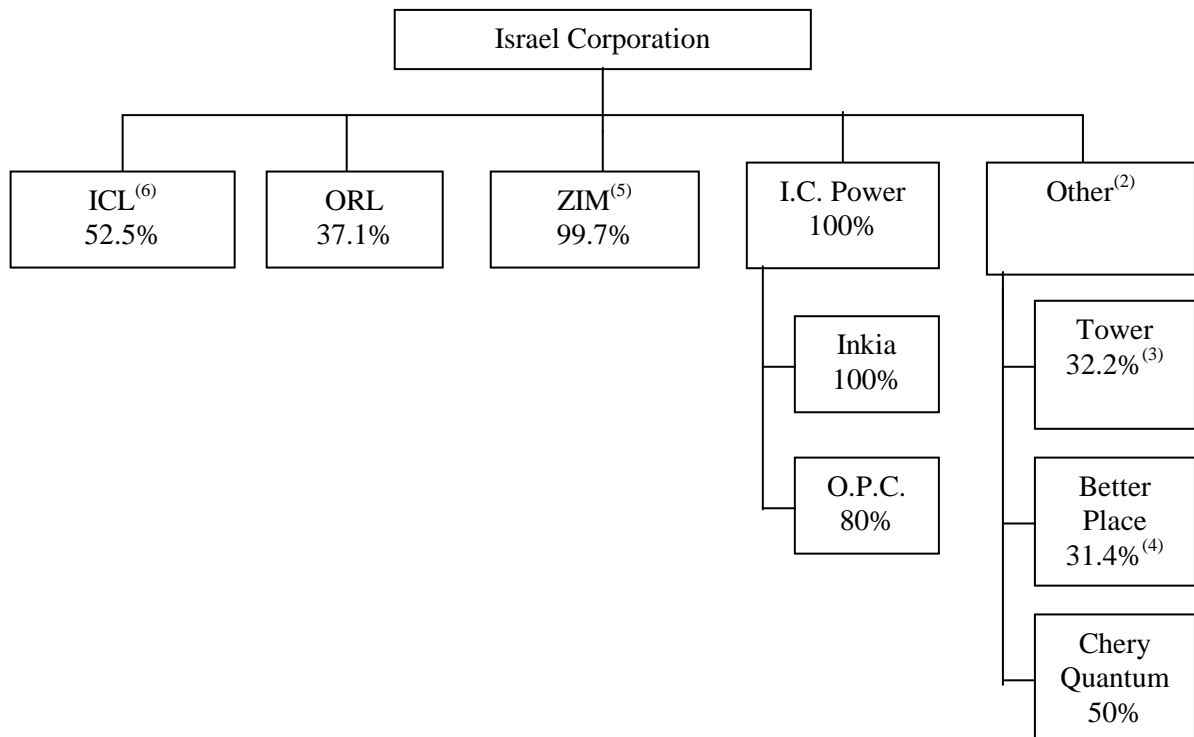 Israel Corporation
ICL(6)
52.5%
ORL
37.1%
ZIM(5)
99.7%
I.C. Power
100%
Other(2)
Inkia
100%
O.P.C.
80%
Tower
32.2%(3)
Better
Place
31.4%(4)
Chery
Quantum
50%